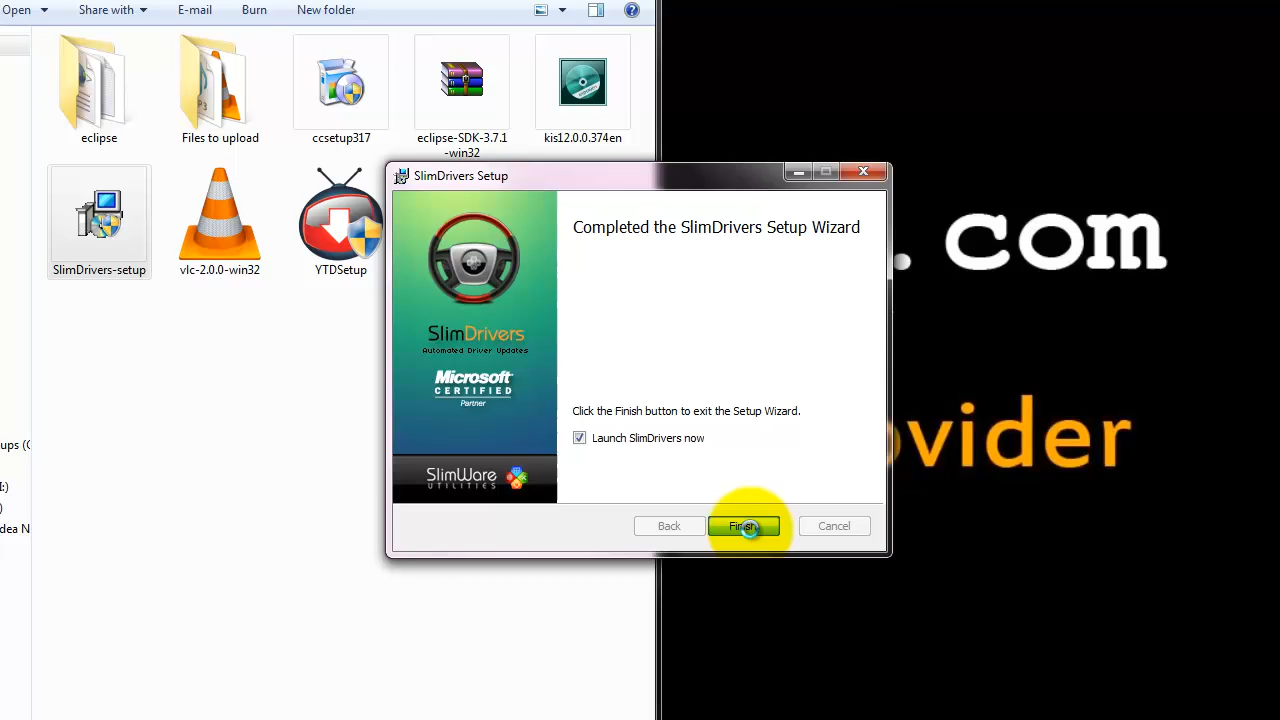 Open Share with E-mail Burn New folder
eclipse Files to upload ccsetup317 eclipse-SDK-3.7.1 kis12.0.0.374en
-win32
SlimDrivers-setup vlc-2.0.0-win32 YTDSetup
SlimDrivers Setup
Completed the SlimDrivers Setup Wizard
SlimDrivers
Automated Driver Updates
Microsoft
CERTIFIED
Partner
Click the Finish button to exit the Setup Wizard.
Launch SlimDrivers now
SlimWare
UTILITIES
Back Finish Cancel
. com
vider